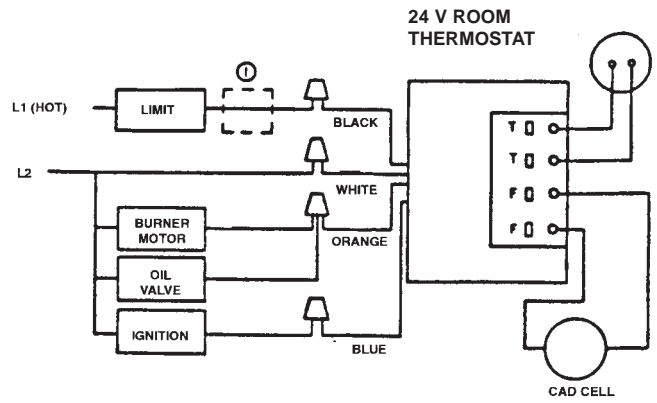 24 V ROOM
THERMOSTAT
1
L1 (HOT)
LIMIT
BLACK
T
T
L2
WHITE
F
BURNER
MOTOR
ORANGE
F
OIL
VALVE
IGNITION
BLUE
CAD CELL